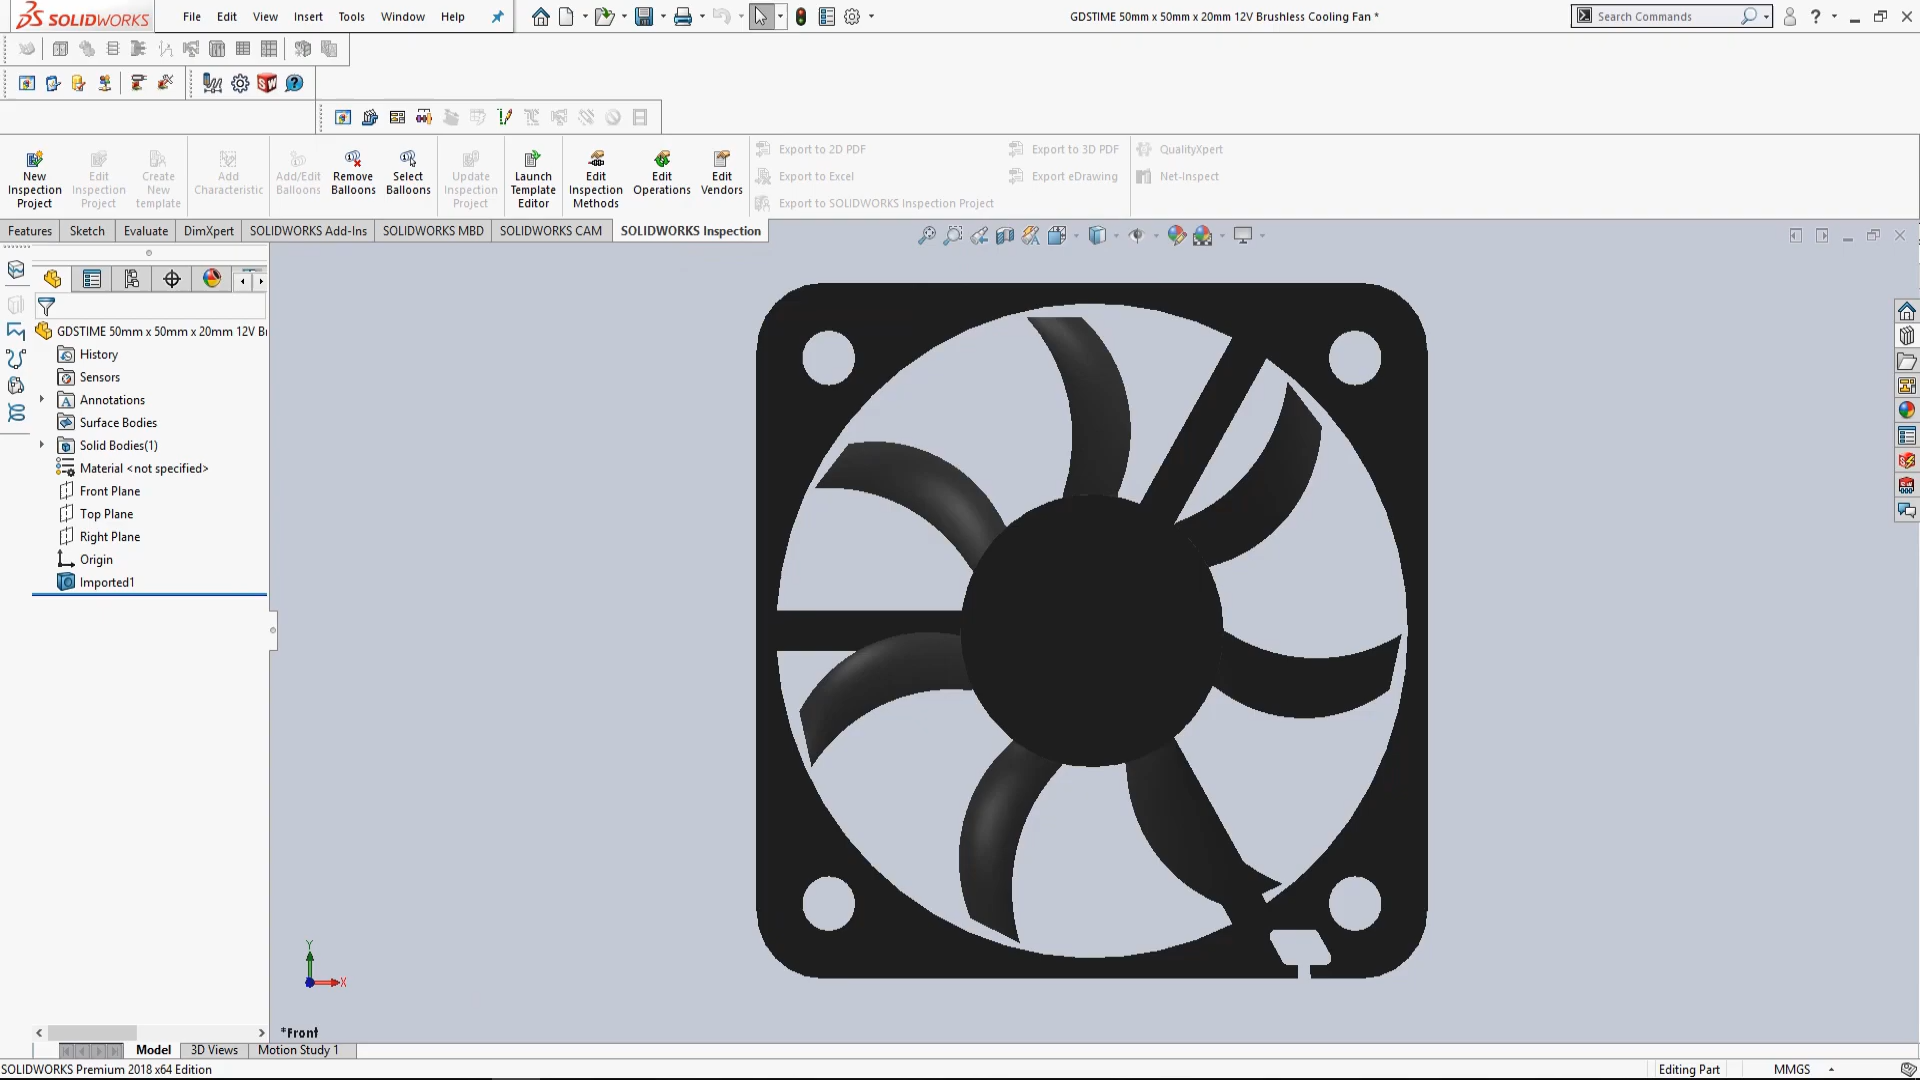 SOLIDWORKS File Edit View Insert Tools Window Help GDSTIME 50mm x 50mm x 20mm 12V Brushless Cooling Fan * Search Commands ?
New Inspection Project
Edit Inspection Project
Create New template
Add Characteristic
Add/Edit Balloons
Remove Balloons
Select Balloons
Update Inspection Project
Launch Template Editor
Edit Inspection Methods
Edit Operations
Edit Vendors
Export to 2D PDF
Export to Excel
Export to SOLIDWORKS Inspection Project
Export to 3D PDF
Export eDrawing
QualityXpert
Net-Inspect
Features Sketch Evaluate DimXpert SOLIDWORKS Add-Ins SOLIDWORKS MBD SOLIDWORKS CAM SOLIDWORKS Inspection
GDSTIME 50mm x 50mm x 20mm 12V Br
History
Sensors
Annotations
Surface Bodies
Solid Bodies(1)
Material <not specified>
Front Plane
Top Plane
Right Plane
Origin
Imported1
Y
X
*Front
Model 3D Views Motion Study 1
SOLIDWORKS Premium 2018 x64 Edition Editing Part MMGS